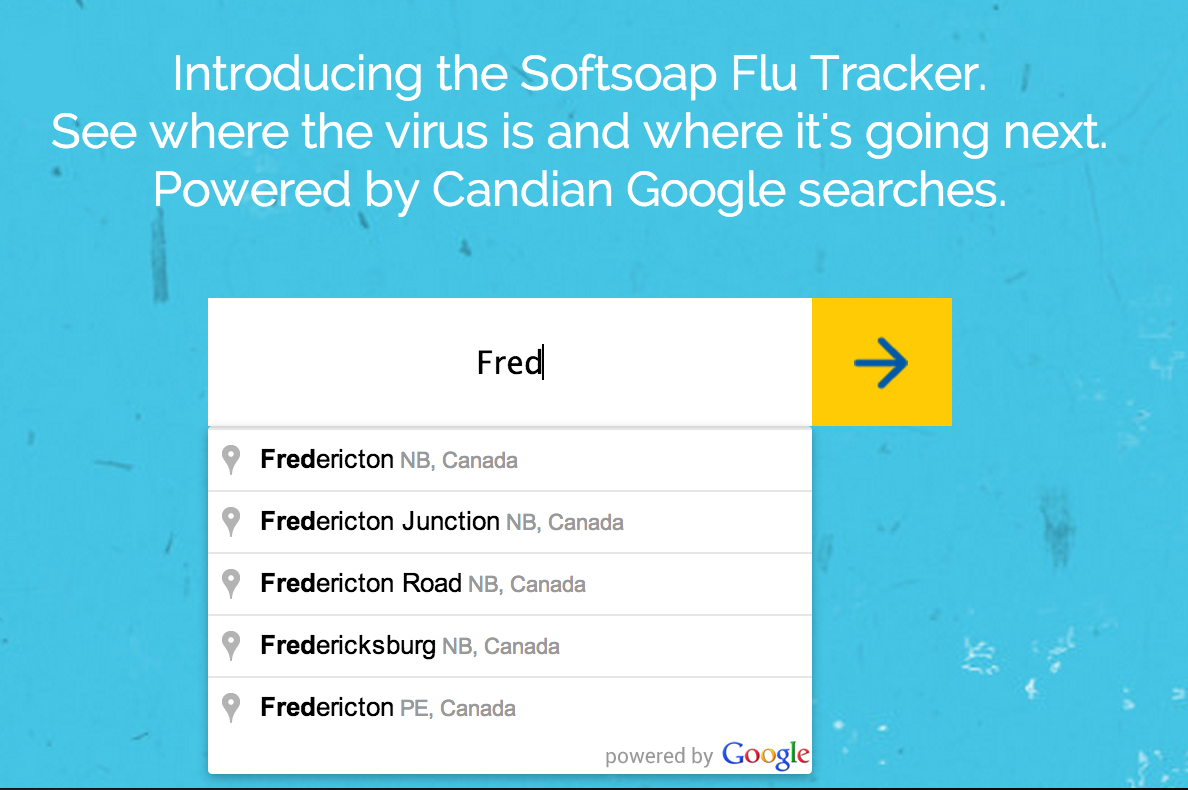 Introducing the Softsoap Flu Tracker.
See where the virus is and where it's going next.
Powered by Candian Google searches.
Fred
Fredericton NB, Canada
Fredericton Junction NB, Canada
Fredericton Road NB, Canada
Fredericksburg NB, Canada
Fredericton PE, Canada
powered by Google